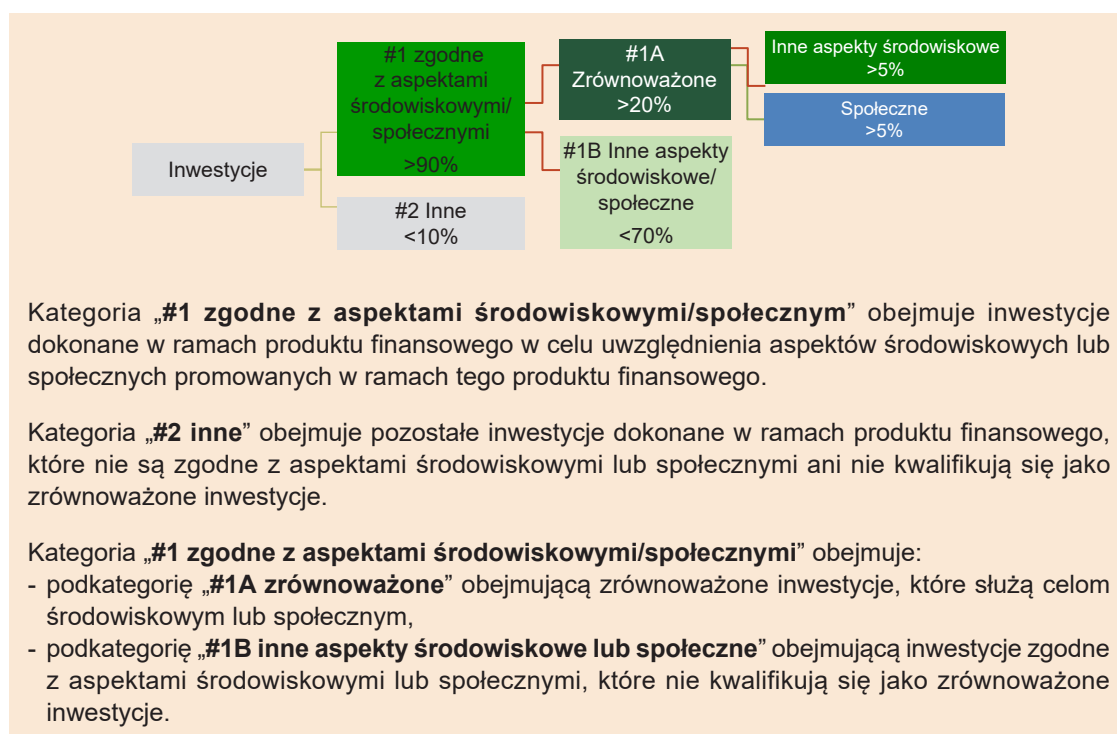 Inwestycje
#1 zgodne
z aspektami
środowiskowymi/
społecznymi
>90%
#2 Inne
<10%
#1A
Zrównoważone
>20%
#1B Inne aspekty
środowiskowe/
społeczne
<70%
Inne aspekty środowiskowe
>5%
Społeczne
>5%
Kategoria „#1 zgodne z aspektami środowiskowymi/społecznym” obejmuje inwestycje
dokonane w ramach produktu finansowego w celu uwzględnienia aspektów środowiskowych lub
społecznych promowanych w ramach tego produktu finansowego.
Kategoria „#2 inne” obejmuje pozostałe inwestycje dokonane w ramach produktu finansowego,
które nie są zgodne z aspektami środowiskowymi lub społecznymi ani nie kwalifikują się jako
zrównoważone inwestycje.
Kategoria „#1 zgodne z aspektami środowiskowymi/społecznymi” obejmuje:
- podkategorię „#1A zrównoważone” obejmującą zrównoważone inwestycje, które służą celom
środowiskowym lub społecznym,
- podkategorię „#1B inne aspekty środowiskowe lub społeczne” obejmującą inwestycje zgodne
z aspektami środowiskowymi lub społecznymi, które nie kwalifikują się jako zrównoważone
inwestycje.